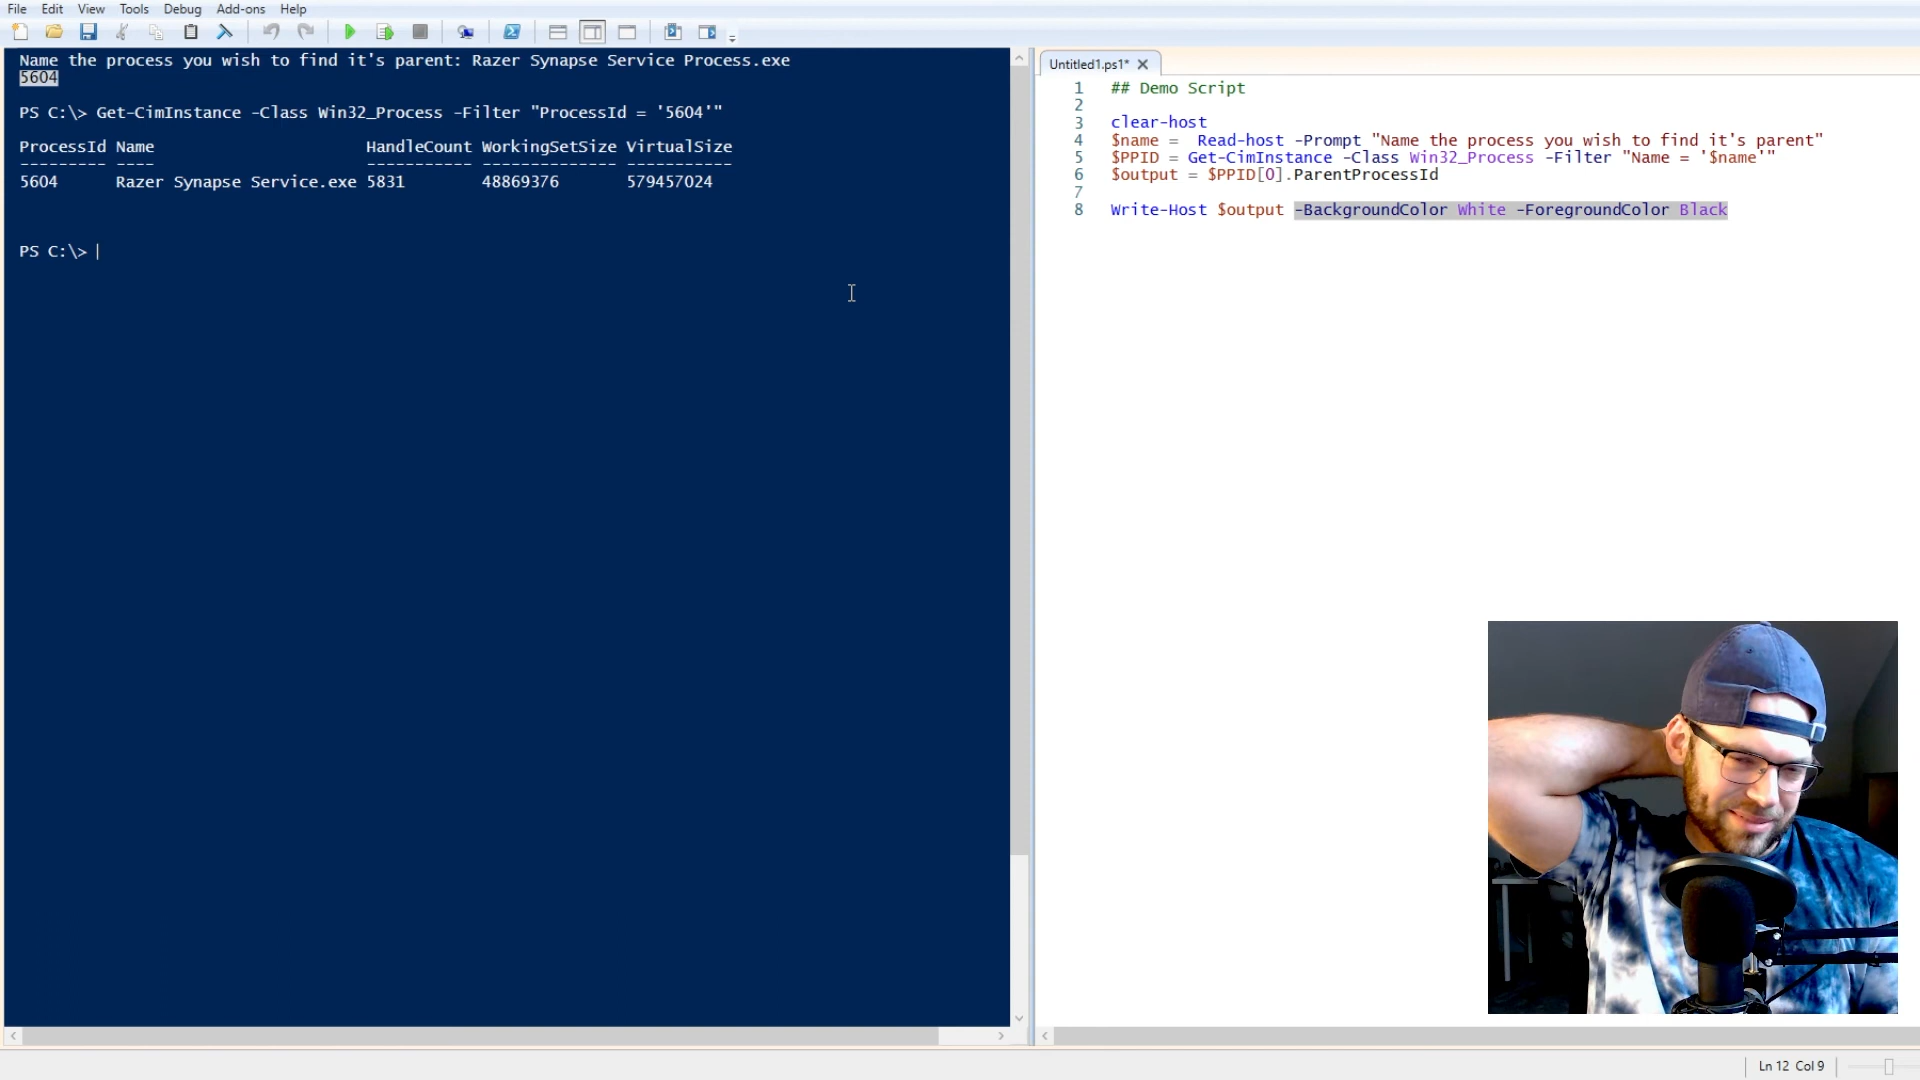 File Edit View Tools Debug Add-ons Help
Name the process you wish to find it's parent: Razer Synapse Service Process.exe
5604
PS C:\> Get-CimInstance -Class Win32_Process -Filter "ProcessId = '5604'"
ProcessId Name HandleCount WorkingSetSize VirtualSize
--------- ---- ----------- -------------- -----------
5604 Razer Synapse Service.exe 5831 48869376 579457024
PS C:\>
Untitled1.ps1*
1 ## Demo Script
2
3 clear-host
4 $name = Read-host -Prompt "Name the process you wish to find it's parent"
5 $PPID = Get-CimInstance -Class Win32_Process -Filter "Name = '$name'"
6 $output = $PPID[0].ParentProcessId
7
8 Write-Host $output -BackgroundColor White -ForegroundColor Black
Ln 12 Col 9